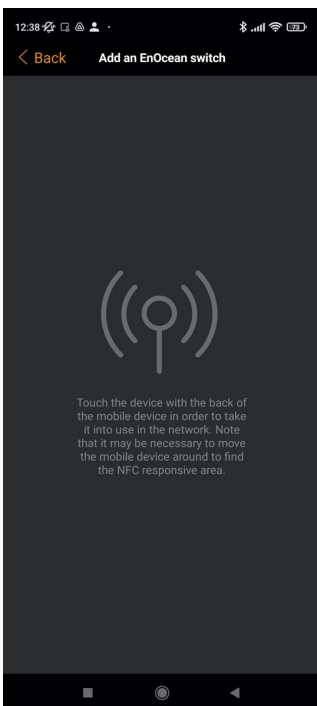 12:38
73
Back
Add an EnOcean switch
Touch the device with the back of
the mobile device in order to take
it into use in the network. Note
that it may be necessary to move
the mobile device around to find
the NFC responsive area.